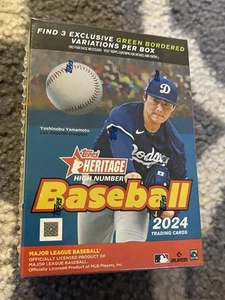 FIND 3 EXCLUSIVE GREEN BORDERED
VARIATIONS PER BOX
Yoshinobu Yamamoto
D
Dodgers
Topps
HERITAGE
HIGH NUMBER
Baseball
2024
TRADING CARDS
MAJOR LEAGUE BASEBALL
OFFICIALLY LICENSED PRODUCT OF
MAJOR LEAGUE BASEBALL
Officially Licensed Product of MLB Players, Inc.
PLAYERS